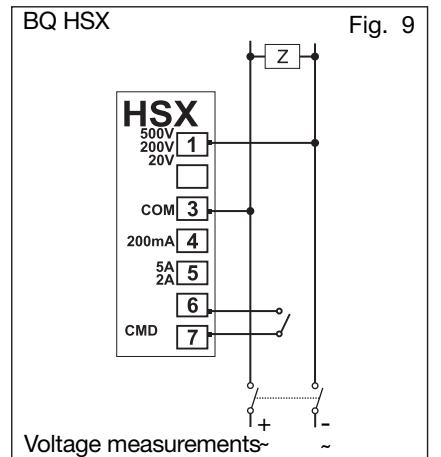 BQ HSX
Fig. 9
Z
HSX
500V
200V
20V
1
COM 3
200mA 4
5A
2A
5
6
CMD
7
+ -
Voltage measurements~ ~